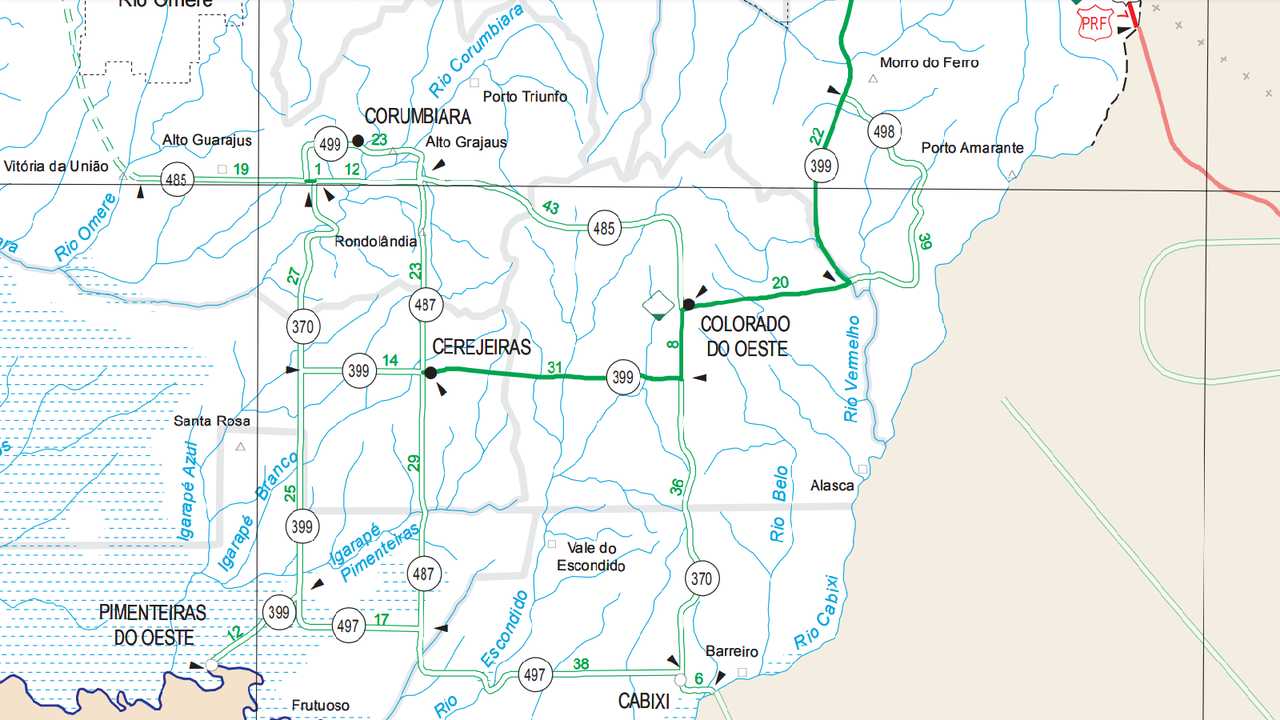 Rio Omere
Rio Corumbiara
PRF
Morro do Ferro
Porto Triunfo
CORUMBIARA
22
498
499
23
Alto Guarajus
Alto Grajaus
Porto Amarante
Vitória da União
485
19
1
12
399
Rio Omere
43
485
39
Rondolândia
27
23
20
487
370
COLORADO
DO OESTE
8
CEREJEIRAS
14
399
31
399
Rio Vermelho
Santa Rosa
Igarapé Azul
Igarapé Branco
29
25
36
Rio Belo
Alasca
399
Igarapé
Pimenteiras
Vale do
Escondido
487
370
PIMENTEIRAS
DO OESTE
399
12
497
17
Rio Escondido
Rio Cabixi
Barreiro
497
38
6
CABIXI
Frutuoso